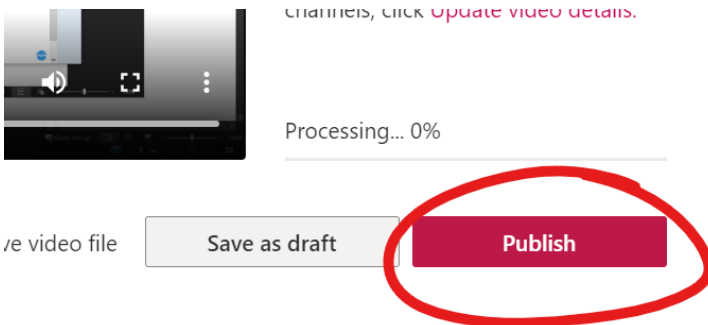 channels, click Update video details.
Processing... 0%
ve video file
Save as draft
Publish